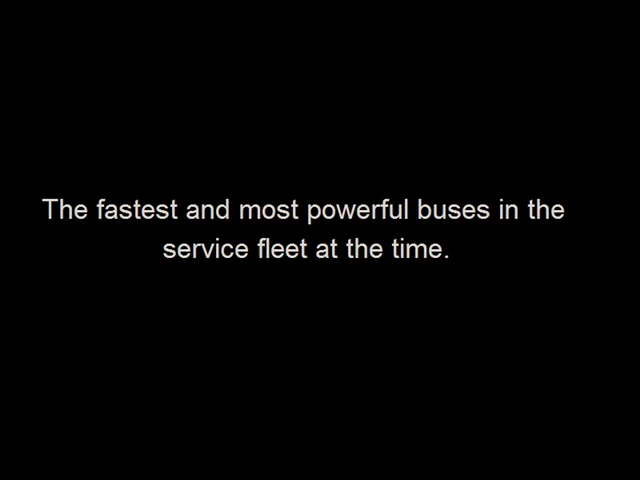 The fastest and most powerful buses in the
service fleet at the time.